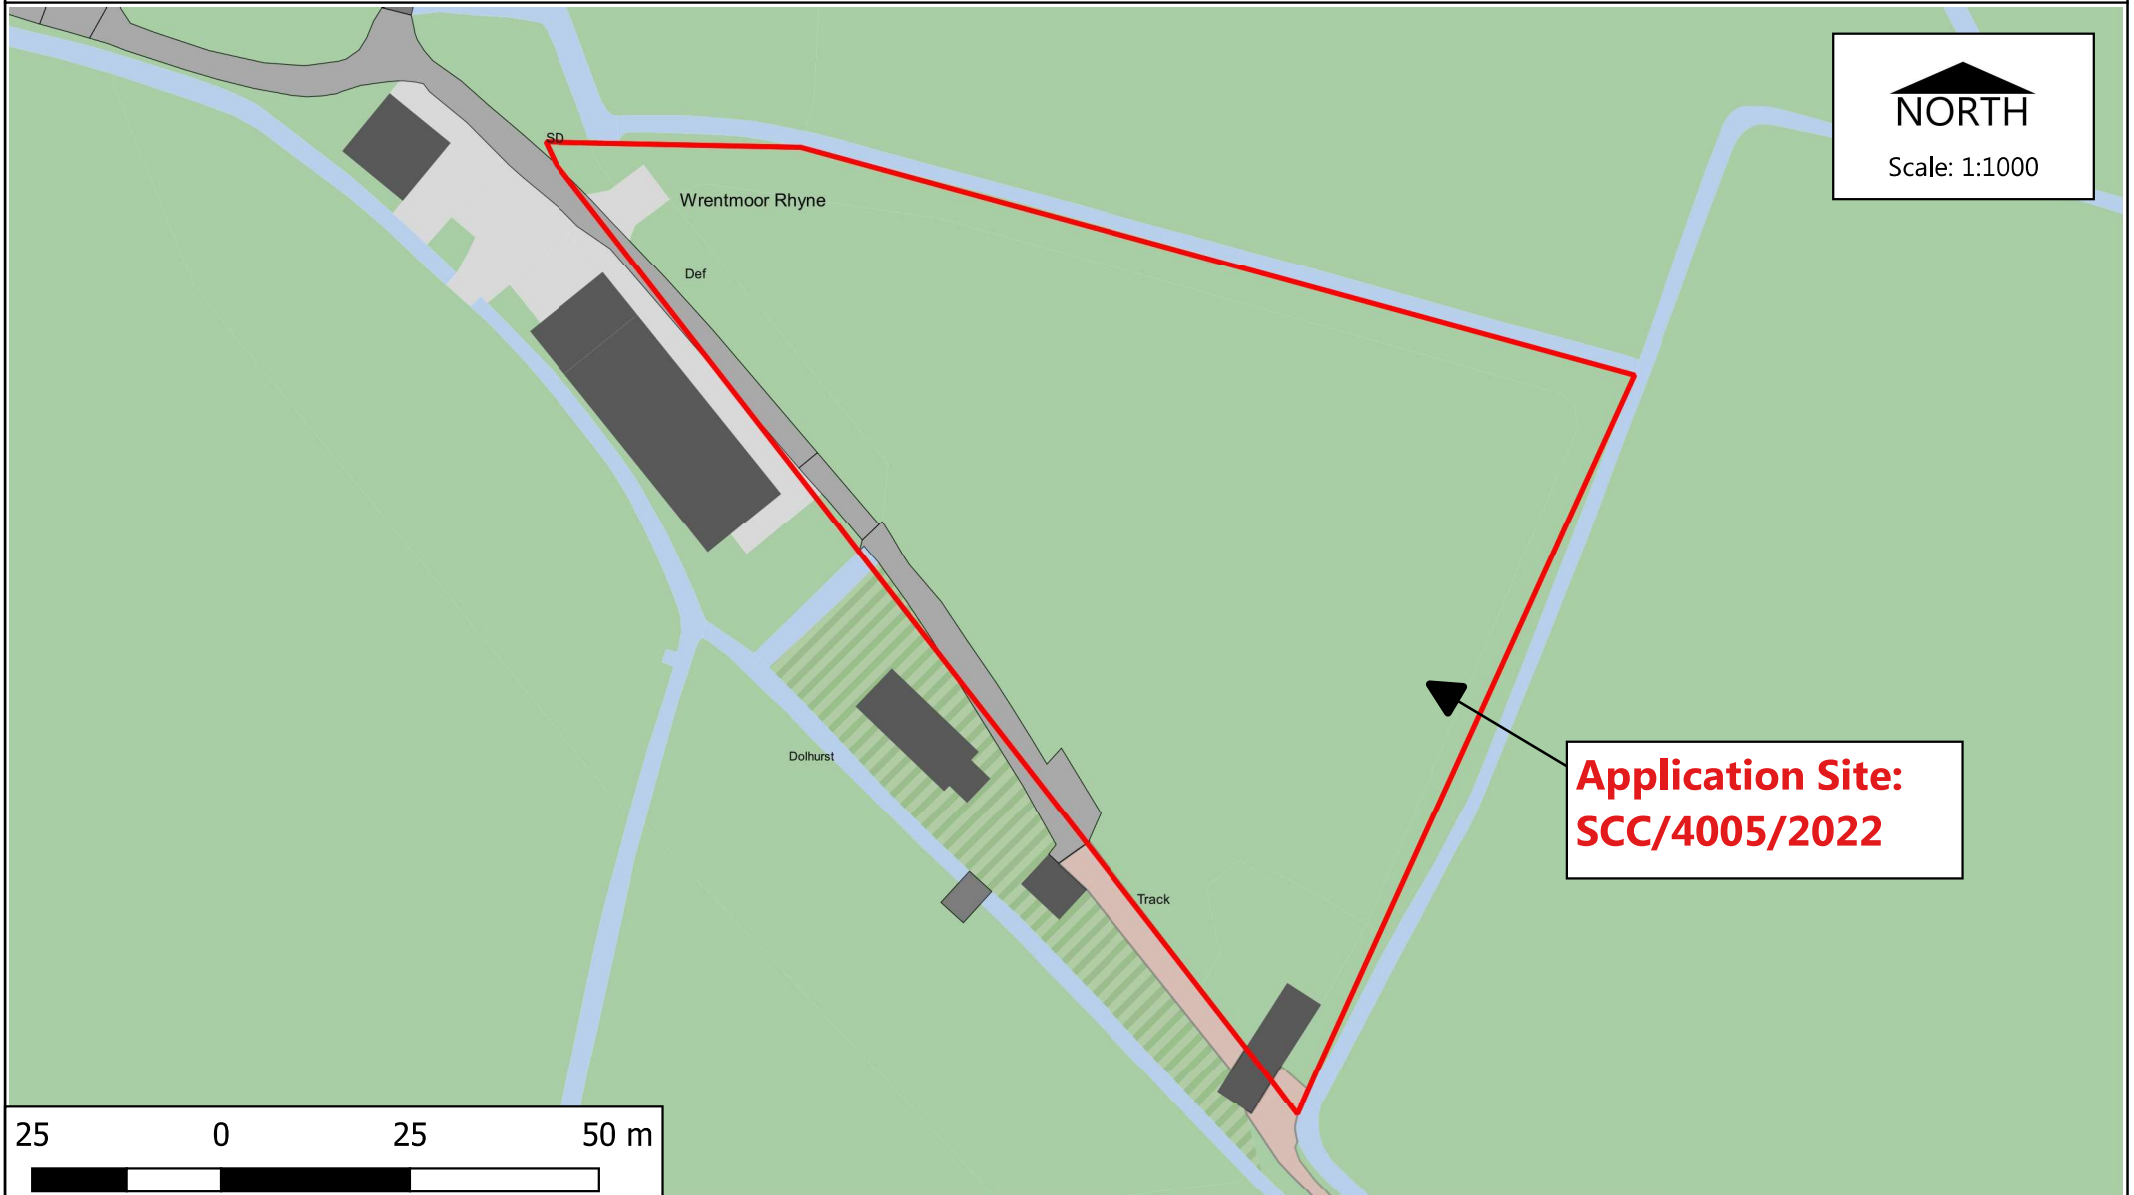 NORTH
Scale: 1:1000
SD
Wrentmoor Rhyne
Def
Dolhurst
Application Site:
SCC/4005/2022
Track
25 0 25 50 m